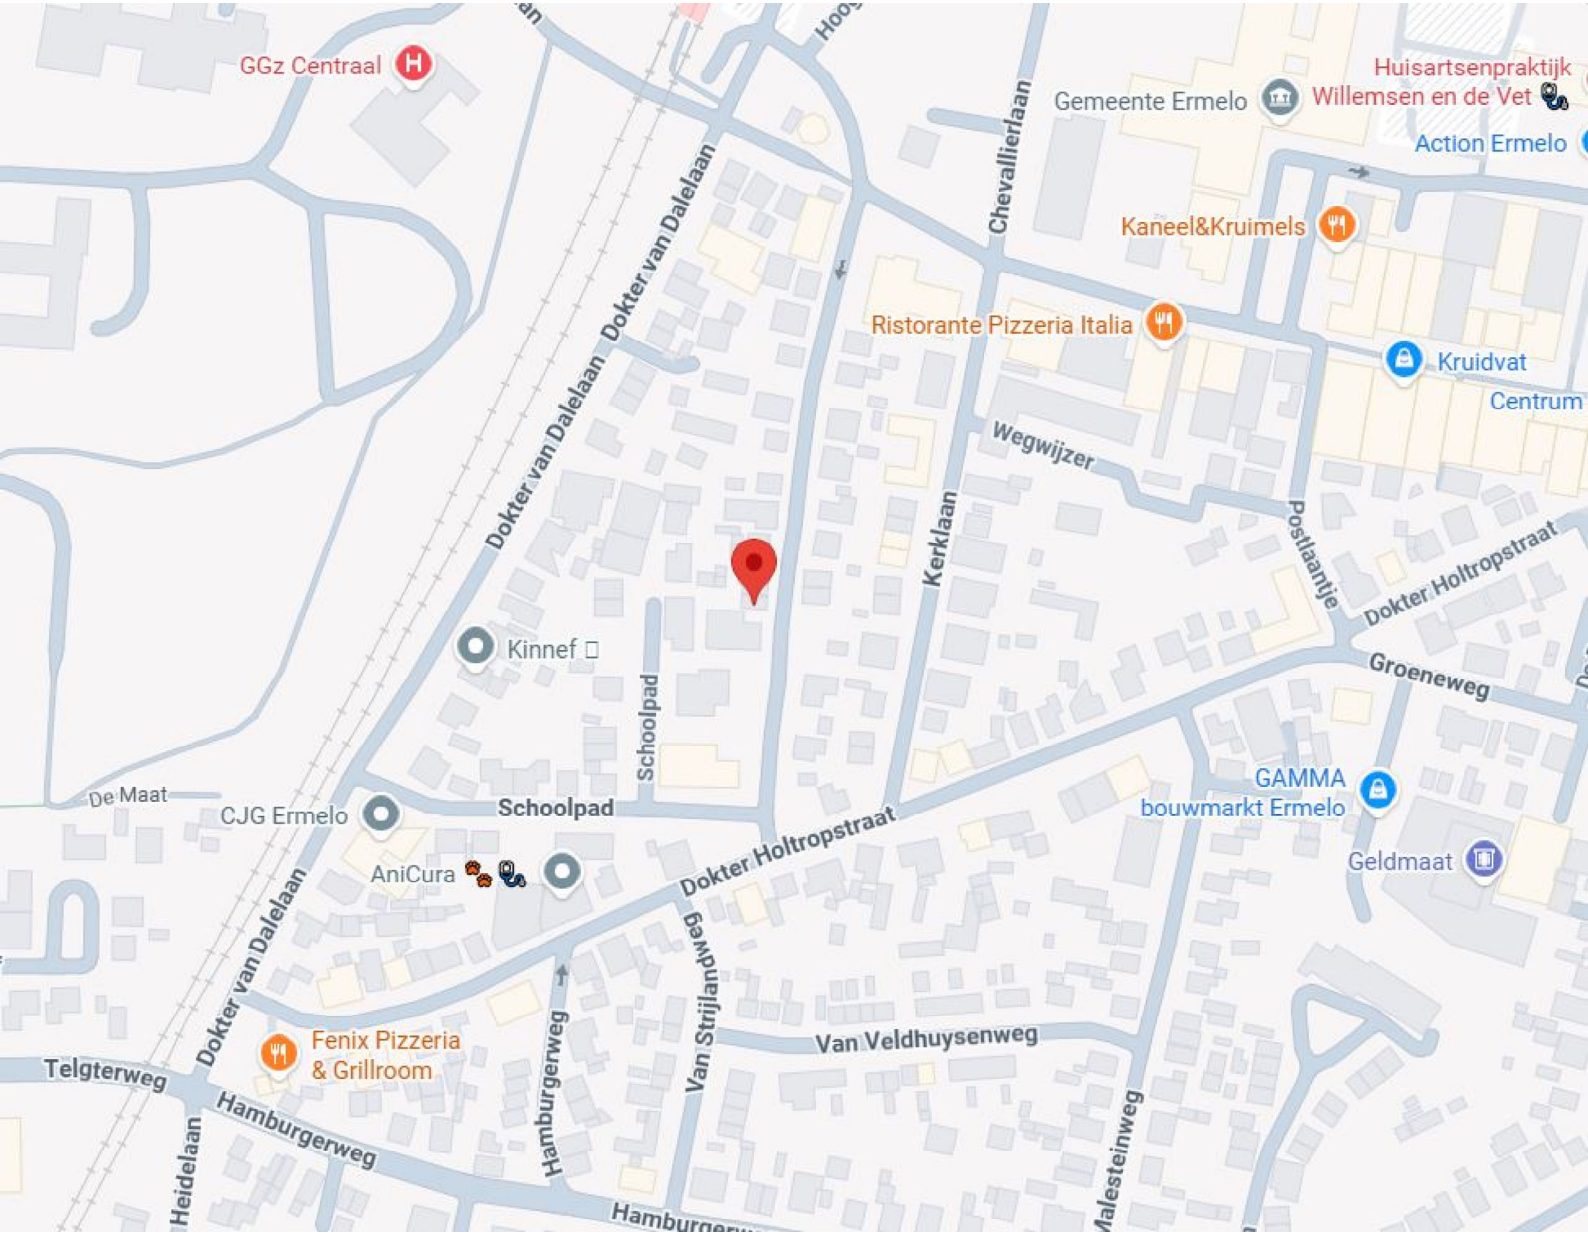 an
Hoog
GGz Centraal
H
Huisartsenpraktijk
Willemsen en de Vet
Gemeente Ermelo
Action Ermelo
Chevallierlaan
Dokter van Dalelaan
Kaneel&Kruimels
Ristorante Pizzeria Italia
Kruidvat
Centrum
Dokter van Dalelaan
Wegwijzer
Kerklaan
Postlaantje
Dokter Holtropstraat
Kinnef
Groeneweg
Schoolpad
De Maat
CJG Ermelo
Schoolpad
GAMMA
bouwmarkt Ermelo
Dokter Holtropstraat
AniCura
Geldmaat
Dokter van Dalelaan
Van Strijlandweg
Fenix Pizzeria
& Grillroom
Van Veldhuysenweg
Telgterweg
Hamburgerweg
Hamburgerweg
Heidelaan
Malesteinweg
Hamburgerw